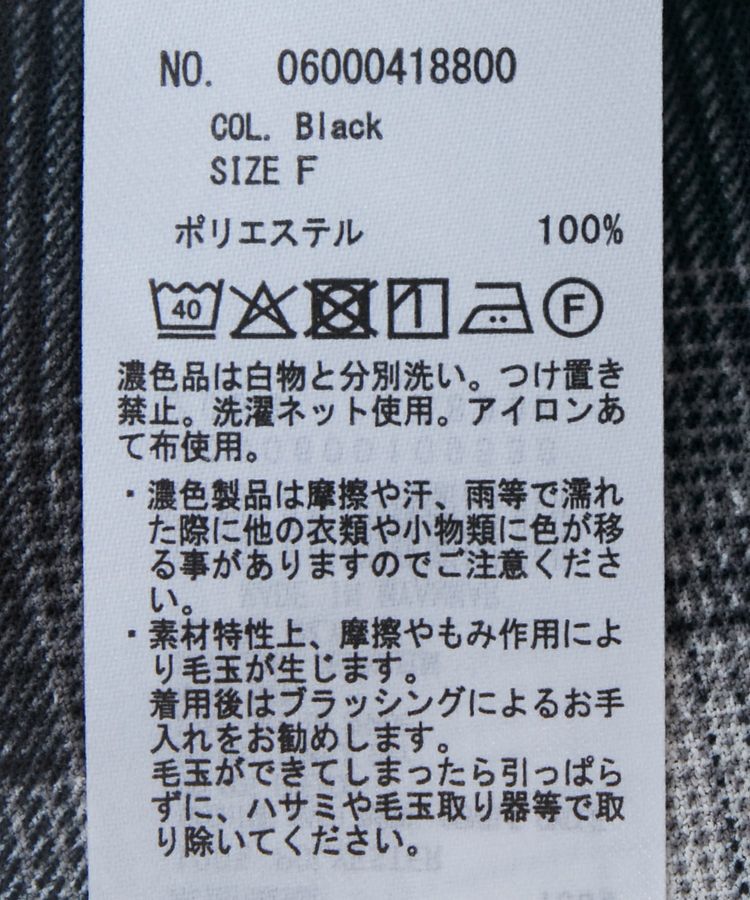 NO. 06000418800
COL. Black
SIZE F
ポリエステル 100%
40 F
濃色品は白物と分別洗い。つけ置き
禁止。洗濯ネット使用。アイロンあ
て布使用。
・濃色製品は摩擦や汗、雨等で濡れ
た際に他の衣類や小物類に色が移
る事がありますのでご注意くださ
い。
・素材特性上、摩擦やもみ作用によ
り毛玉が生じます。
着用後はブラッシングによるお手
入れをお勧めします。
毛玉ができてしまったら引っぱら
ずに、ハサミや毛玉取り器等で取
り除いてください。